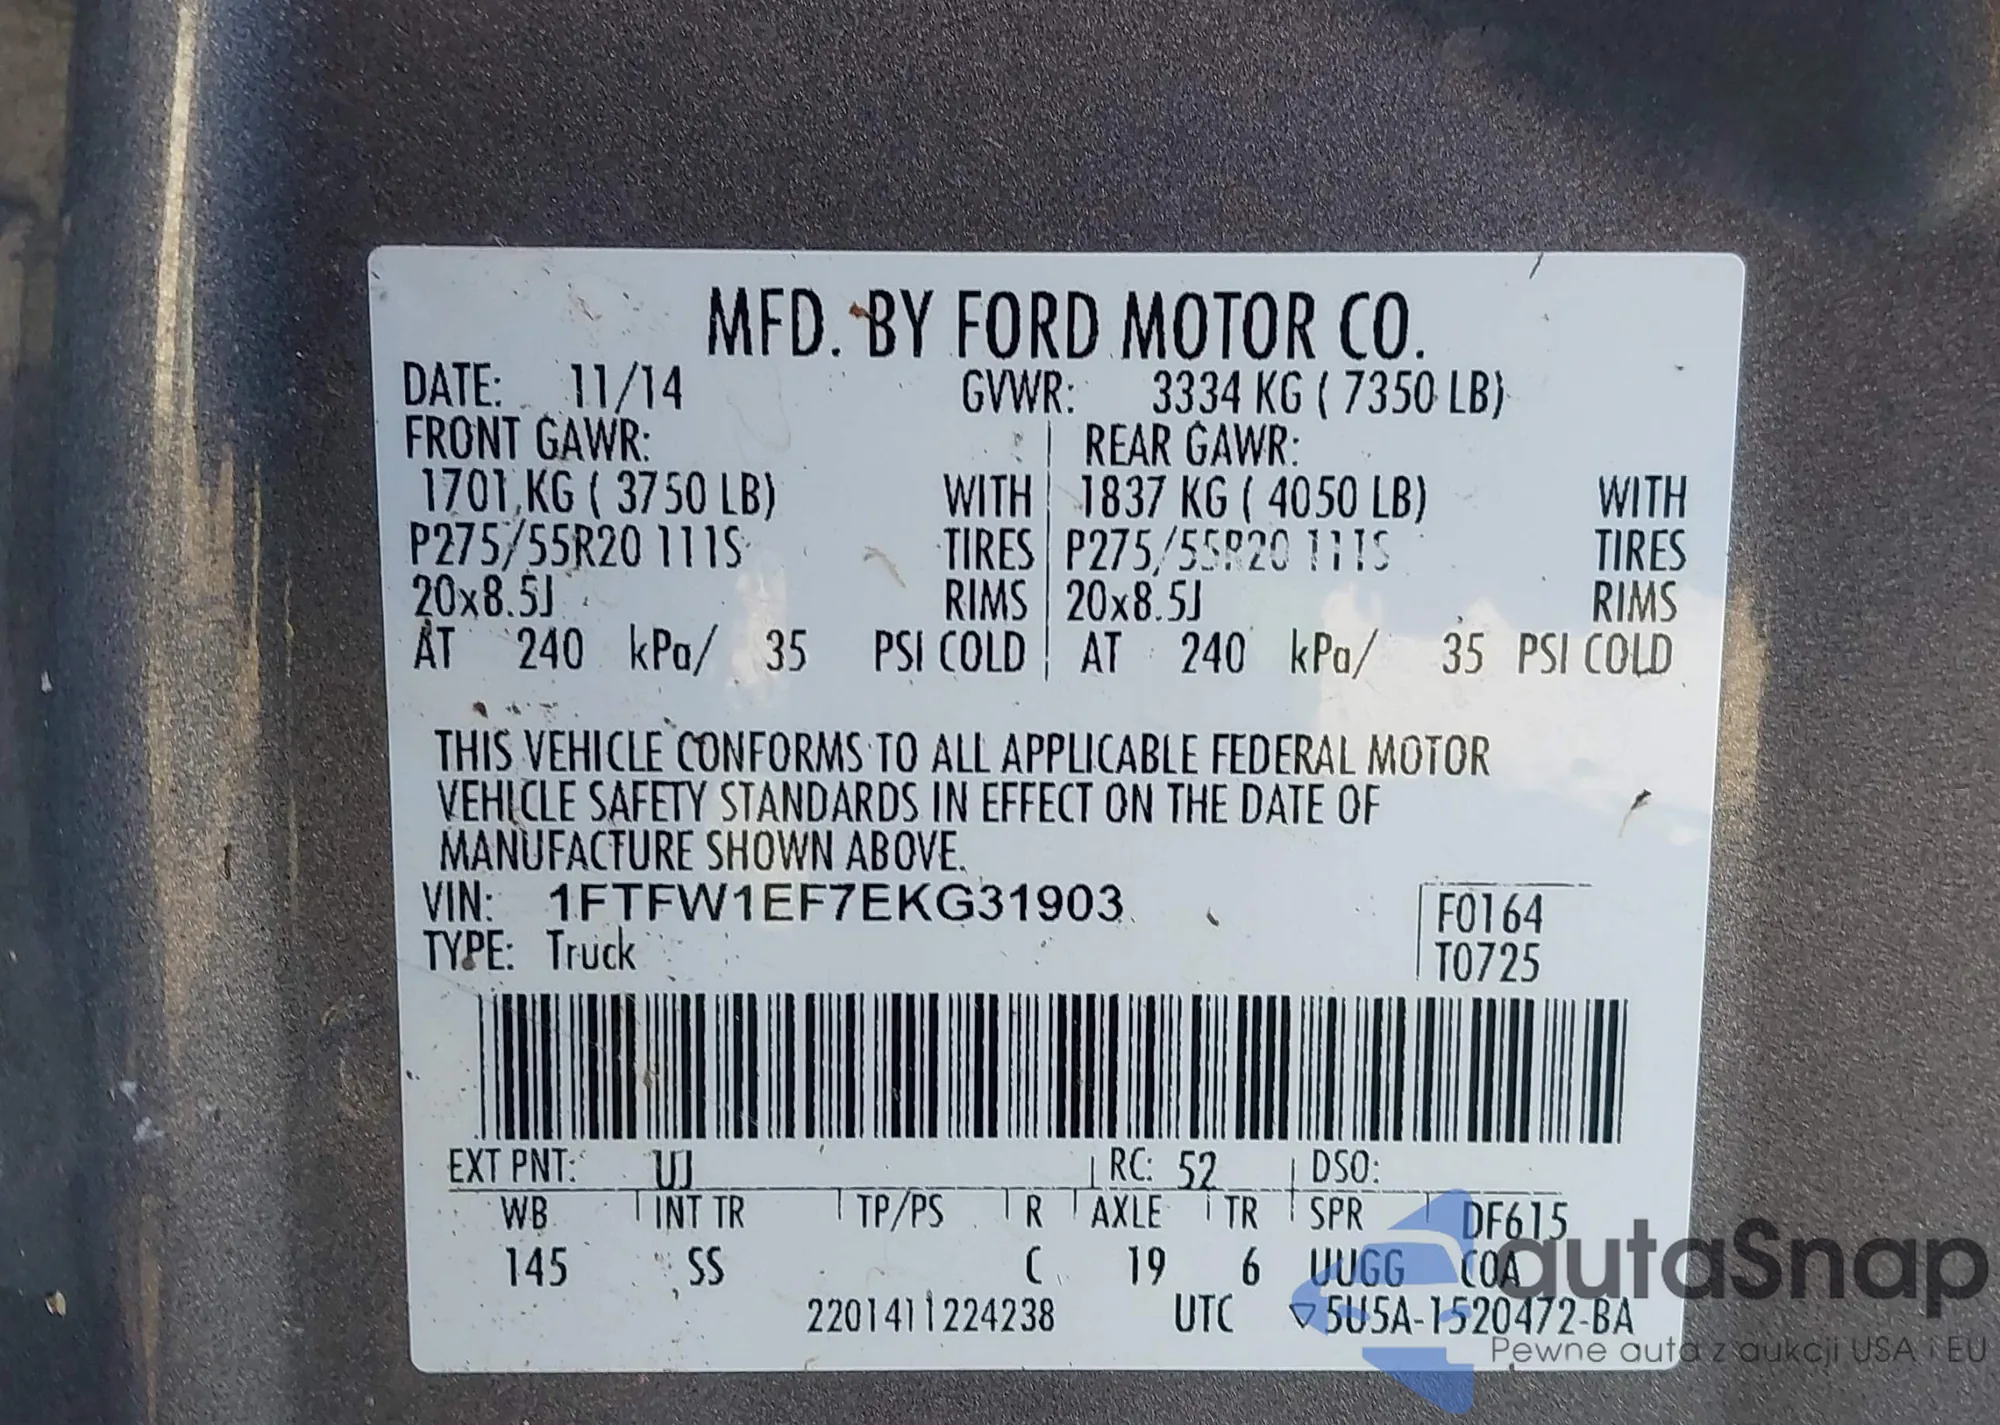 MFD. BY FORD MOTOR CO.
DATE: 11/14 GVWR: 3334 KG ( 7350 LB)
FRONT GAWR: REAR GAWR:
1701 KG ( 3750 LB) WITH 1837 KG ( 4050 LB) WITH
P275/55R20 111S TIRES P275/55R20 111S TIRES
20x8.5J RIMS 20x8.5J RIMS
AT 240 kPa/ 35 PSI COLD AT 240 kPa/ 35 PSI COLD
THIS VEHICLE CONFORMS TO ALL APPLICABLE FEDERAL MOTOR
VEHICLE SAFETY STANDARDS IN EFFECT ON THE DATE OF
MANUFACTURE SHOWN ABOVE.
VIN: 1FTFW1EF7EKG31903 F0164
TYPE: Truck T0725
EXT PNT: UJ RC: 52 DSO:
WB INT TR TP/PS R AXLE TR SPR DF615
145 SS C 19 6 UUGG COA
2201411224238 UTC ▽5U5A-1520472-BA
autaSnap
Pewne auta z aukcji USA i EU